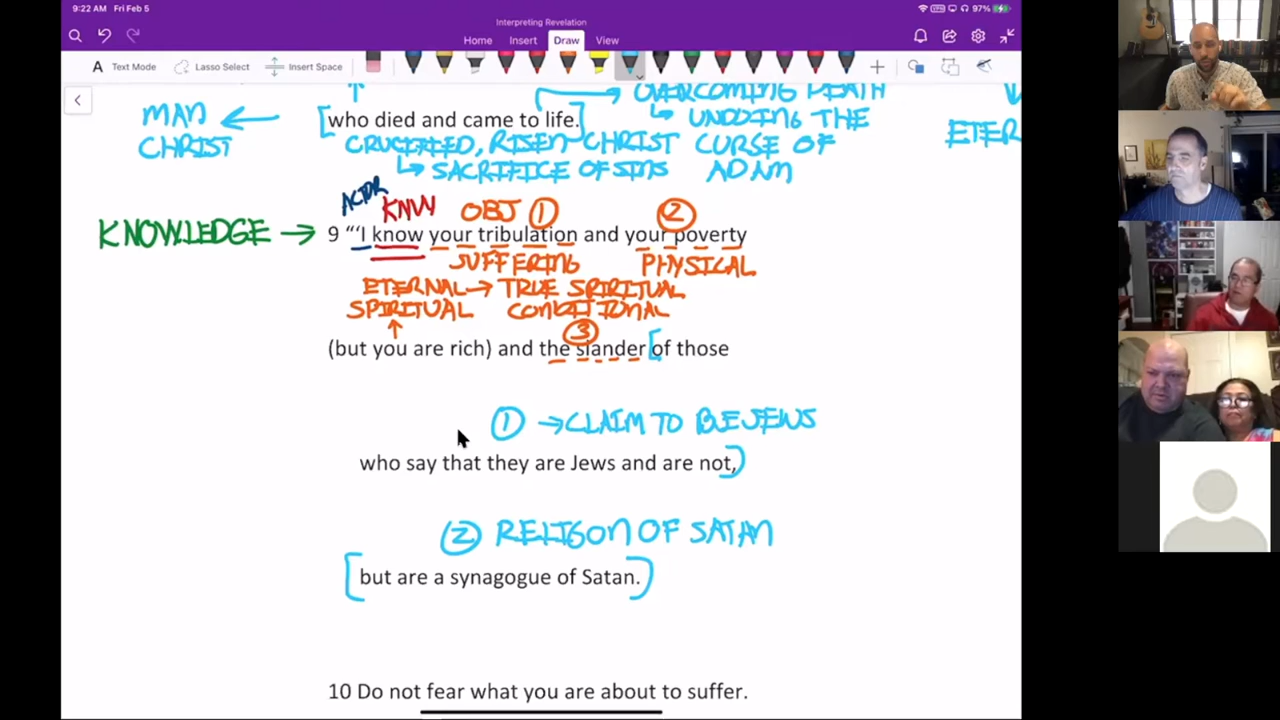 9:22 AM Fri Feb 5
VPN 97%
Interpreting Revelation
Home Insert Draw View
A Text Mode Lasso Select Insert Space
OVERCOMING DEATH
MAN
CHRIST
[who died and came to life.]
UNDOING THE
CURSE OF
ADAM
CRUCIFIED, RISEN CHRIST
SACRIFICE OF SINS
KNW OBJ 1 2
KNOWLEDGE → 9 “‘I know your tribulation and your poverty
SUFFERING PHYSICAL
ETERNAL → TRUE SPIRITUAL
SPIRITUAL CONDITIONAL
3
(but you are rich) and the slander [of those
1 → CLAIM TO BE JEWS
who say that they are Jews and are not,)
2 RELIGION OF SATAN
[but are a synagogue of Satan.)
10 Do not fear what you are about to suffer.